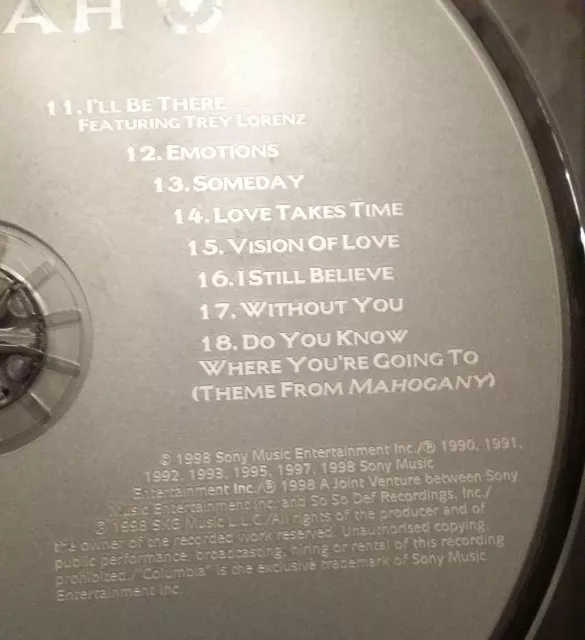 AH
11. I'LL BE THERE
FEATURING TREY LORENZ
12. EMOTIONS
13. SOMEDAY
14. LOVE TAKES TIME
15. VISION OF LOVE
16. I STILL BELIEVE
17. WITHOUT YOU
18. DO YOU KNOW
WHERE YOU'RE GOING TO
(THEME FROM MAHOGANY)
© 1998 Sony Music Entertainment Inc./℗ 1990, 1991,
1992, 1993, 1995, 1997, 1998 Sony Music
Entertainment Inc./℗ 1998 A Joint Venture between Sony
Music Entertainment Inc. and So So Def Recordings, Inc./
℗ 1998 SKG Music L.L.C./All rights of the producer and of
the owner of the recorded work reserved. Unauthorised copying,
public performance, broadcasting, hiring or rental of this recording
prohibited./"Columbia" is the exclusive trademark of Sony Music
Entertainment Inc.